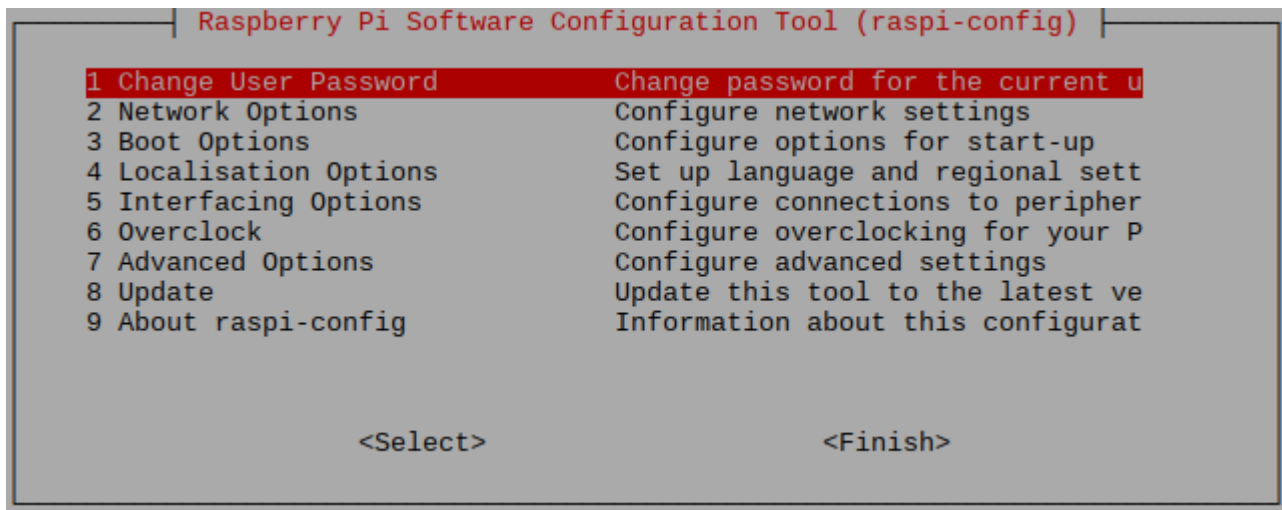 Raspberry Pi Software Configuration Tool (raspi-config)
1 Change User Password Change password for the current u
2 Network Options Configure network settings
3 Boot Options Configure options for start-up
4 Localisation Options Set up language and regional sett
5 Interfacing Options Configure connections to peripher
6 Overclock Configure overclocking for your P
7 Advanced Options Configure advanced settings
8 Update Update this tool to the latest ve
9 About raspi-config Information about this configurat
<Select> <Finish>